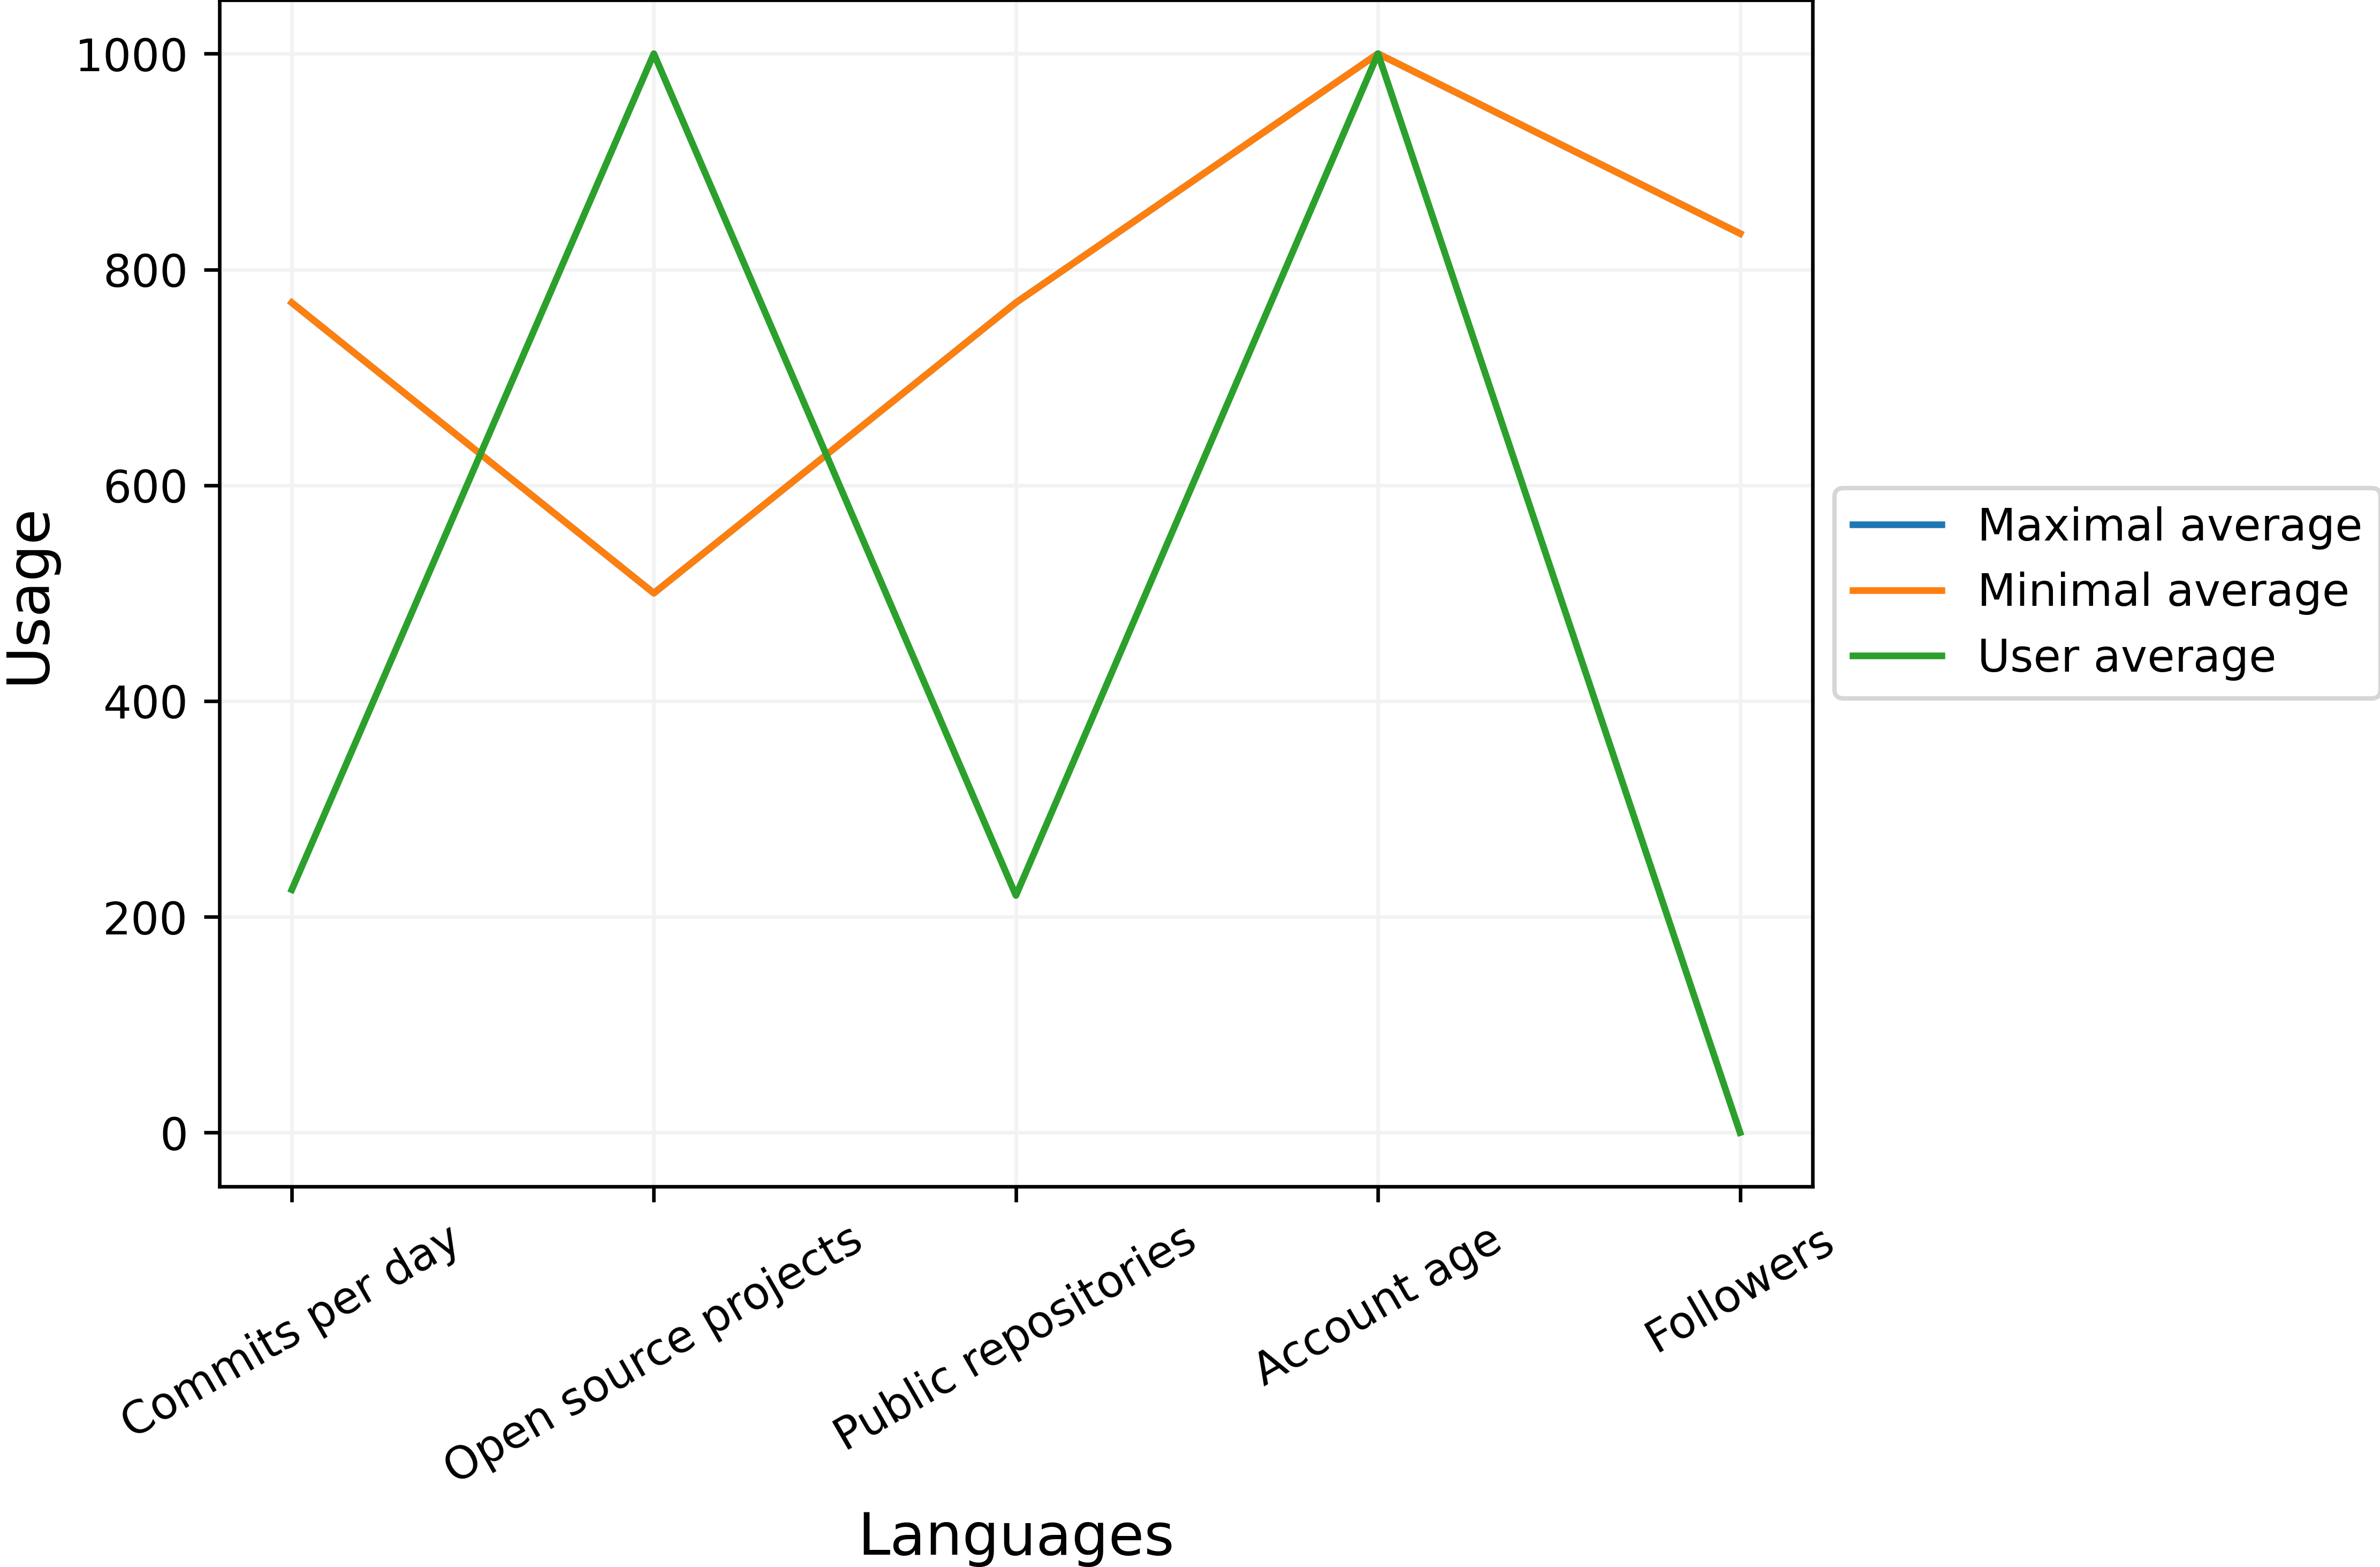 1000
800
600
400
200
0
Usage
Commits per day
Open source projects
Public repositories
Account age
Followers
Languages
Maximal average
Minimal average
User average